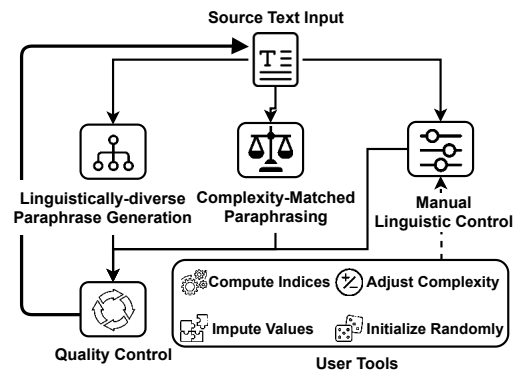 Source Text Input
T
Linguistically-diverse
Paraphrase Generation
Complexity-Matched
Paraphrasing
Manual
Linguistic Control
Compute Indices
Adjust Complexity
Impute Values
Initialize Randomly
Quality Control
User Tools